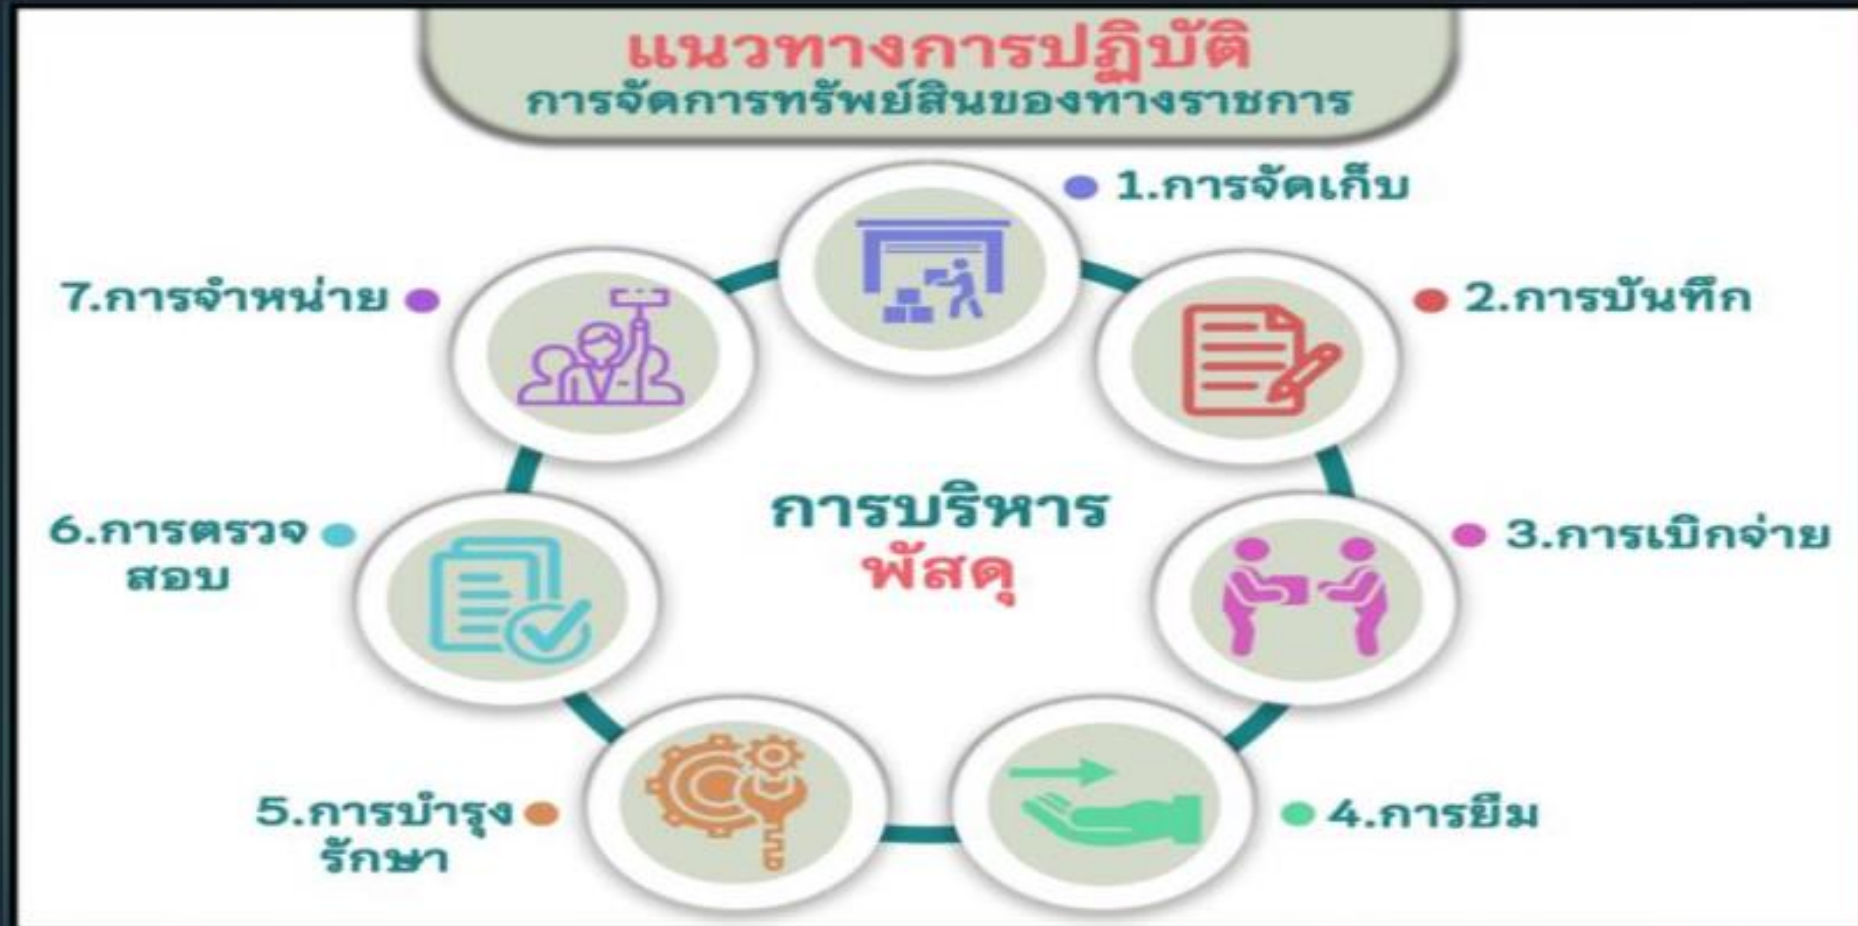 แนวทางการปฏิบัติ
การจัดการทรัพย์สินของทางราชการ
1.การจัดเก็บ
2.การบันทึก
3.การเบิกจ่าย
4.การยืม
5.การบำรุง
รักษา
6.การตรวจ
สอบ
7.การจำหน่าย
การบริหาร
พัสดุ